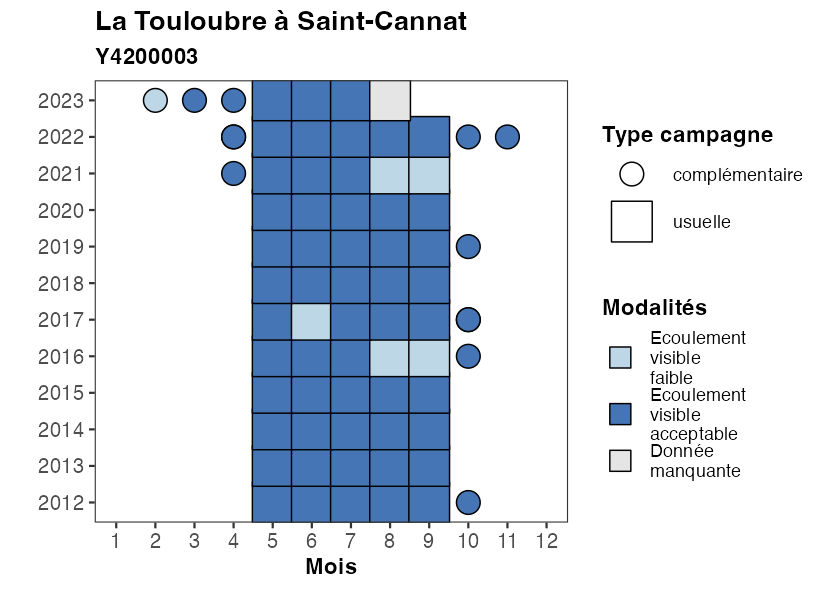 La Touloubre à Saint-Cannat
Y4200003
2023
2022
2021
2020
2019
2018
2017
2016
2015
2014
2013
2012
1 2 3 4 5 6 7 8 9 10 11 12
Mois
Type campagne
complémentaire
usuelle
Modalités
Ecoulement
visible
faible
Ecoulement
visible
acceptable
Donnée
manquante